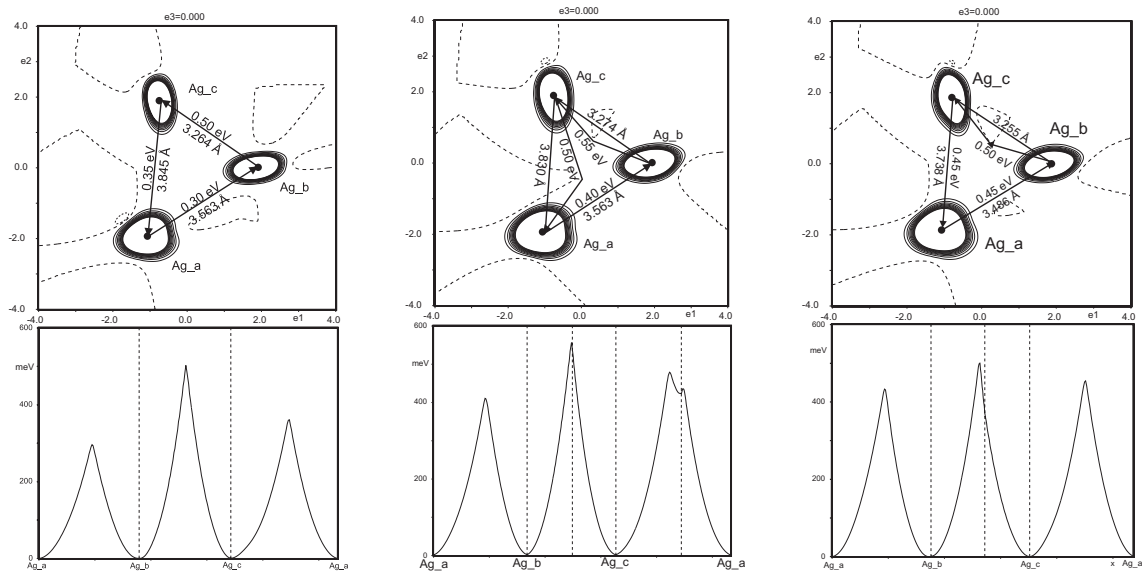 e3=0.000
4.0
e2
2.0
0.0
-2.0
-4.0
Ag_c
0.50 eV
3.264 Å
0.35 eV
3.845 Å
Ag_b
0.30 eV
3.563 Å
Ag_a
-4.0 -2.0 0.0 2.0 e1 4.0
600
meV
400
200
0
Ag_a Ag_b Ag_c Ag_a
e3=0.000
4.0
e2
2.0
0.0
-2.0
-4.0
Ag_c
3.274 Å
0.55 eV
0.50 eV
3.830 Å
Ag_b
0.40 eV
3.563 Å
Ag_a
-4.0 -2.0 0.0 2.0 e1 4.0
600
meV
400
200
0
Ag_a Ag_b Ag_c Ag_a
e3=0.000
4.0
e2
2.0
0.0
-2.0
-4.0
Ag_c
3.255 Å
0.50 eV
0.45 eV
3.738 Å
Ag_b
0.45 eV
3.486 Å
Ag_a
-4.0 -2.0 0.0 2.0 e1 4.0
600
meV
400
200
0
Ag_a Ag_b Ag_c x Ag_a